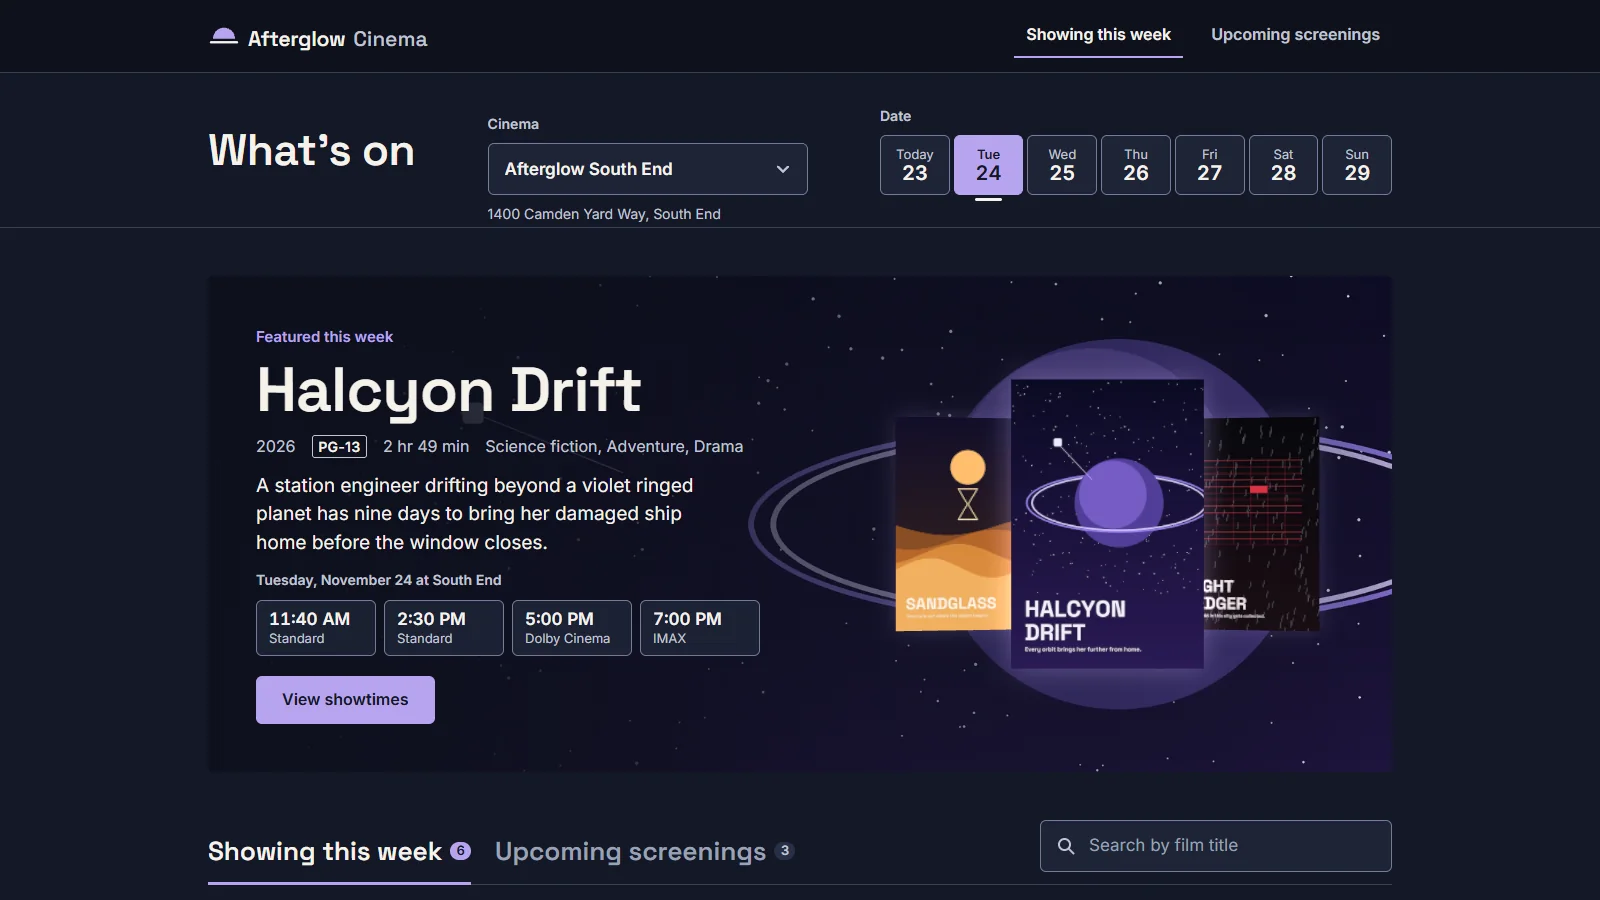 Afterglow Cinema
Showing this week
Upcoming screenings
What's on
Cinema
Afterglow South End
1400 Camden Yard Way, South End
Date
Today
23
Tue
24
Wed
25
Thu
26
Fri
27
Sat
28
Sun
29
Featured this week
Halcyon Drift
2026 PG-13 2 hr 49 min Science fiction, Adventure, Drama
A station engineer drifting beyond a violet ringed
planet has nine days to bring her damaged ship
home before the window closes.
Tuesday, November 24 at South End
11:40 AM
Standard
2:30 PM
Standard
5:00 PM
Dolby Cinema
7:00 PM
IMAX
View showtimes
SANDGLASS
HALCYON
DRIFT
Every orbit brings her further from home.
GHT
DGER
Showing this week 6
Upcoming screenings 3
Search by film title